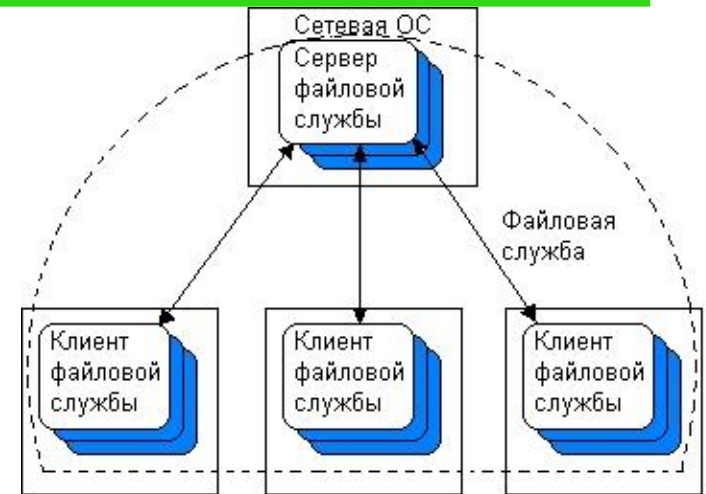 Сетевая ОС
Сервер
файловой
службы
Файловая
служба
Клиент
файловой
службы
Клиент
файловой
службы
Клиент
файловой
службы